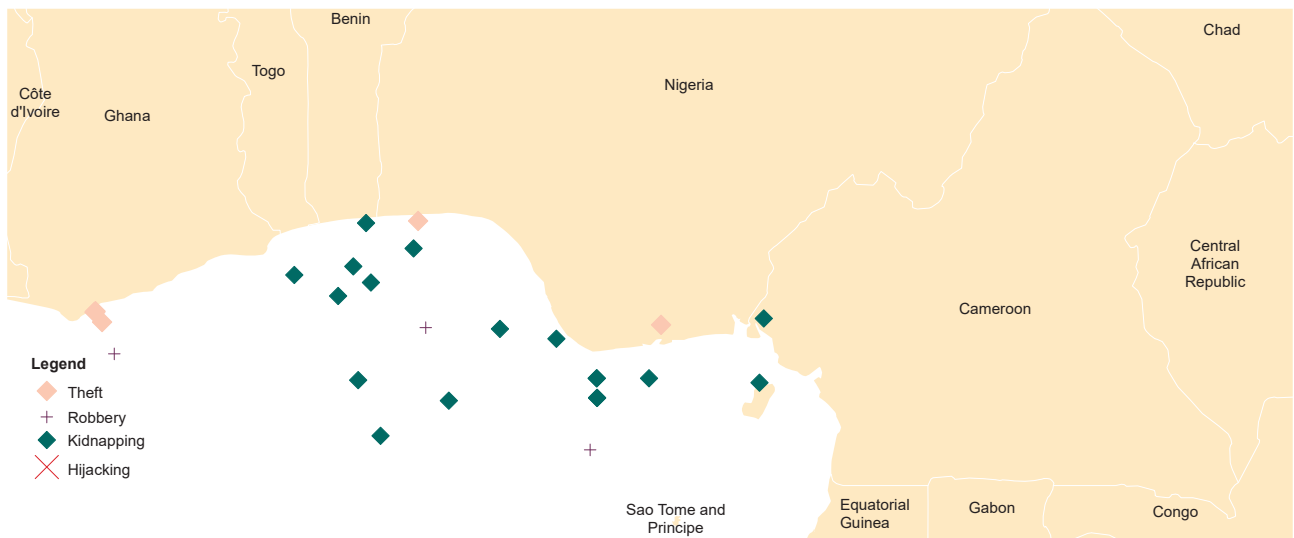 Benin
Chad
Togo
Nigeria
Côte
d'Ivoire
Ghana
Central
African
Republic
Cameroon
Legend
Theft
Robbery
Kidnapping
Hijacking
Sao Tome and
Principe
Equatorial
Guinea
Gabon
Congo